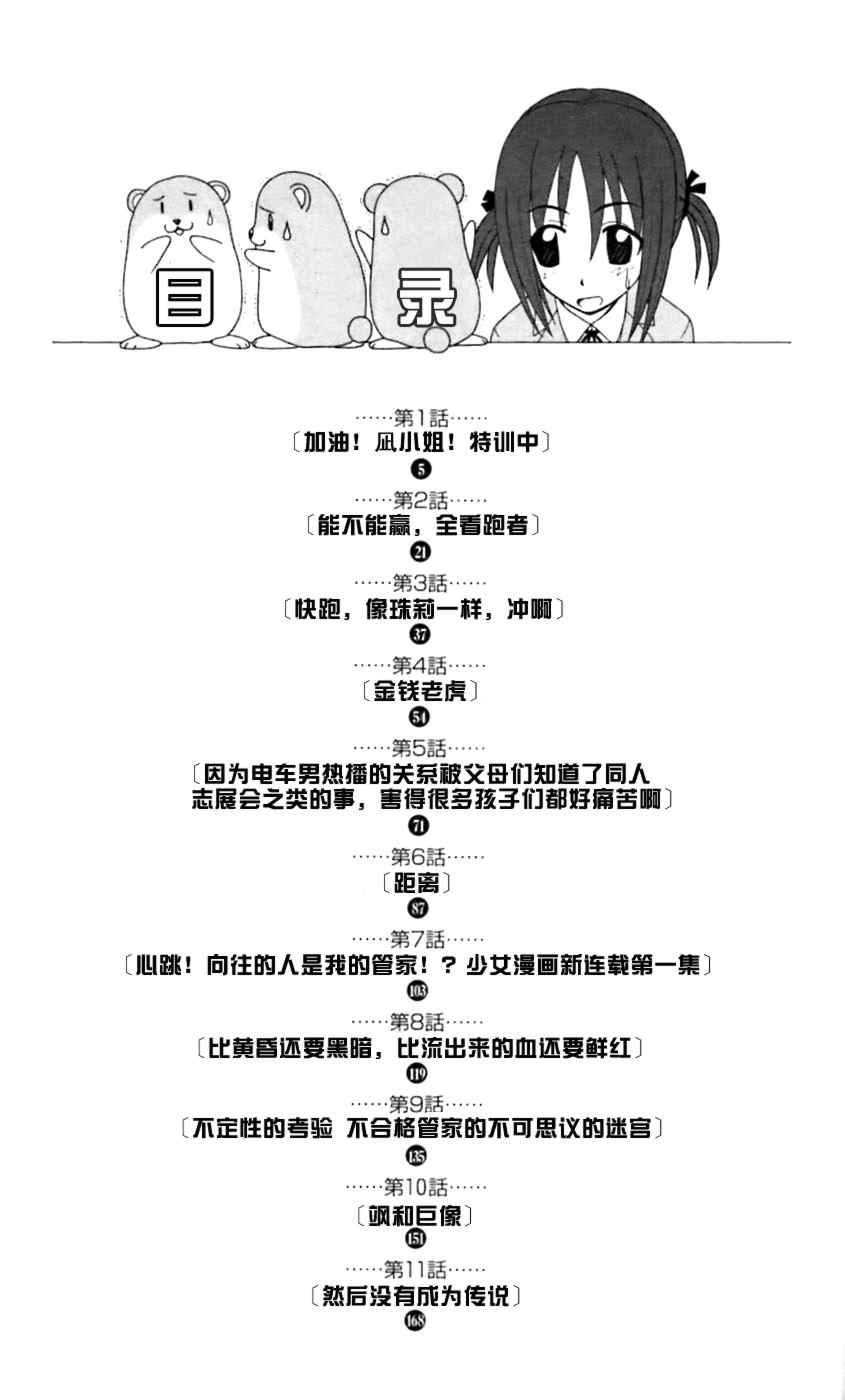 目 录
……第1話……
〔加油！凪小姐！特训中〕
5
……第2話……
〔能不能赢，全看跑者〕
21
……第3話……
〔快跑，像珠莉一样，冲啊〕
37
……第4話……
〔金钱老虎〕
54
……第5話……
〔因为电车男热播的关系被父母们知道了同人
志展会之类的事，害得很多孩子们都好痛苦啊〕
71
……第6話……
〔距离〕
87
……第7話……
〔心跳！向往的人是我的管家！？少女漫画新连载第一集〕
103
……第8話……
〔比黄昏还要黑暗，比流出来的血还要鲜红〕
119
……第9話……
〔不定性的考验 不合格管家的不可思议的迷宫〕
135
……第10話……
〔飒和巨像〕
151
……第11話……
〔然后没有成为传说〕
168